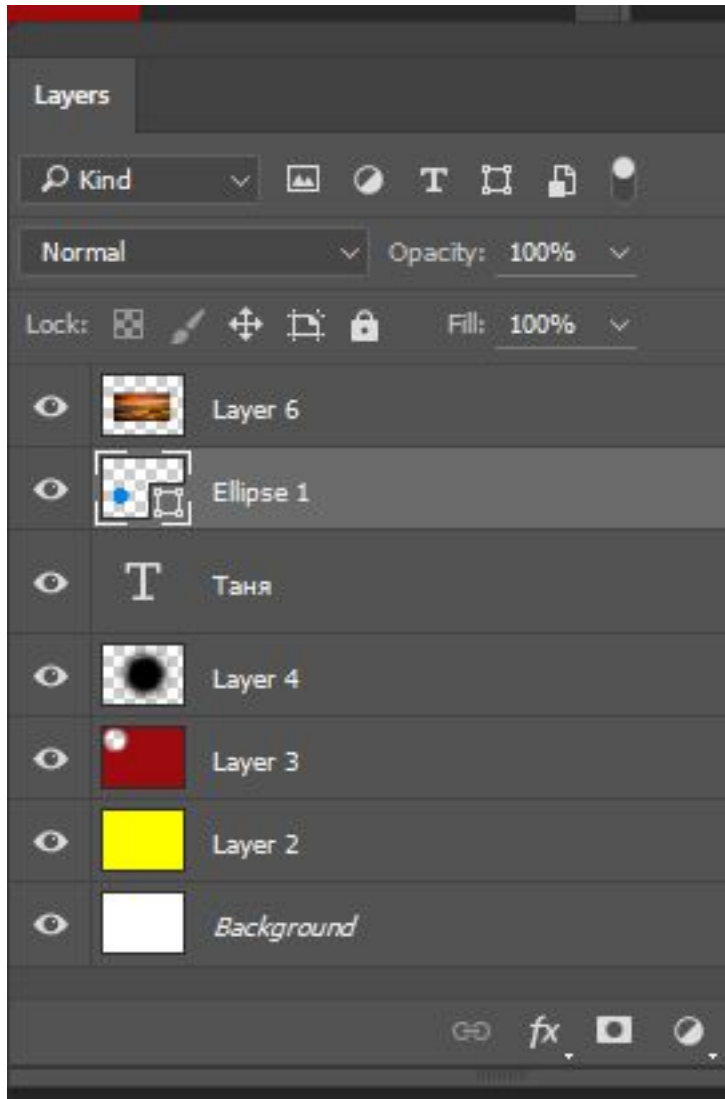 Layers
Kind
Normal Opacity: 100%
Lock: Fill: 100%
Layer 6
Ellipse 1
T Таня
Layer 4
Layer 3
Layer 2
Background
fx